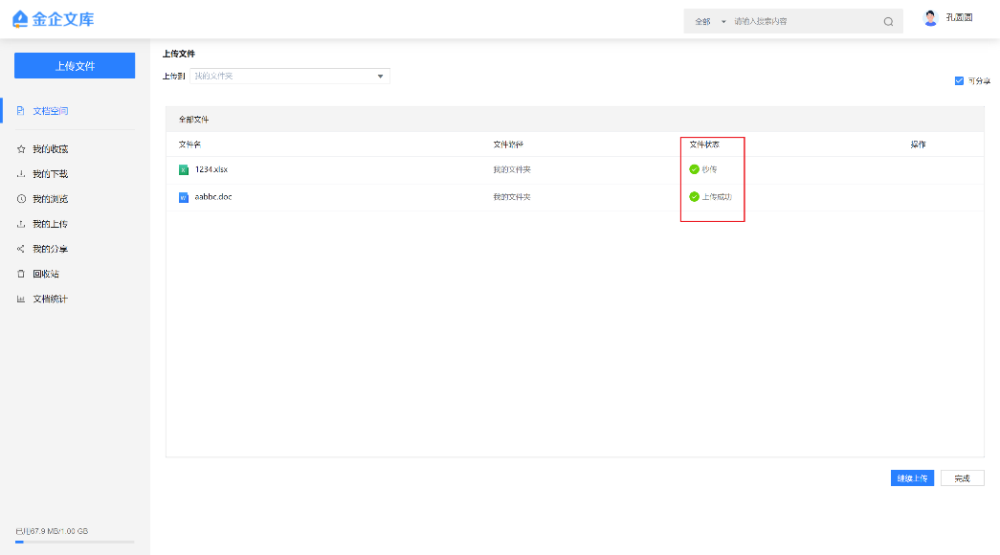 金企文库
全部 请输入搜索内容
孔圆圆
上传文件
文档空间
我的收藏
我的下载
我的浏览
我的上传
我的分享
回收站
文档统计
已用67.9 MB/1.00 GB
上传文件
上传到 我的文件夹
可分享
全部文件
文件名 文件路径 文件状态 操作
1234.xlsx 我的文件夹 秒传
aabbc.doc 我的文件夹 上传成功
继续上传 完成